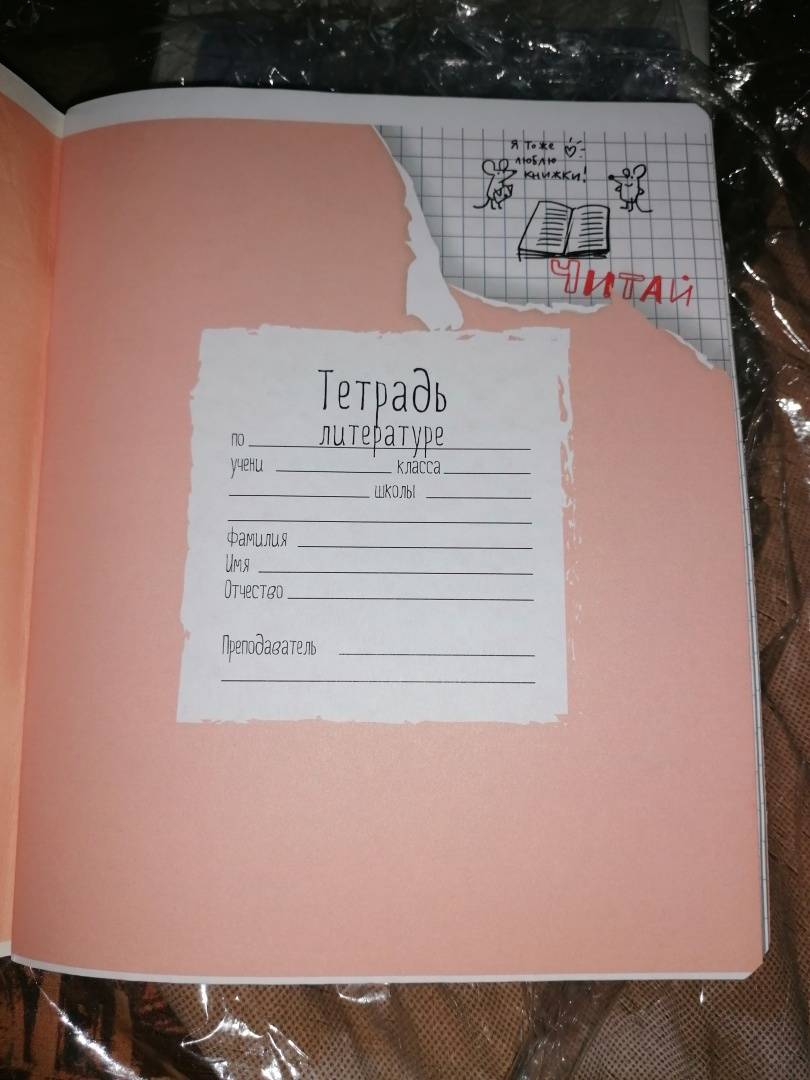 Я тоже
люблю
книжки!
ЧИТАЙ
Тетрадь
по литературе
учени класса
школы
Фамилия
Имя
Отчество
Преподаватель